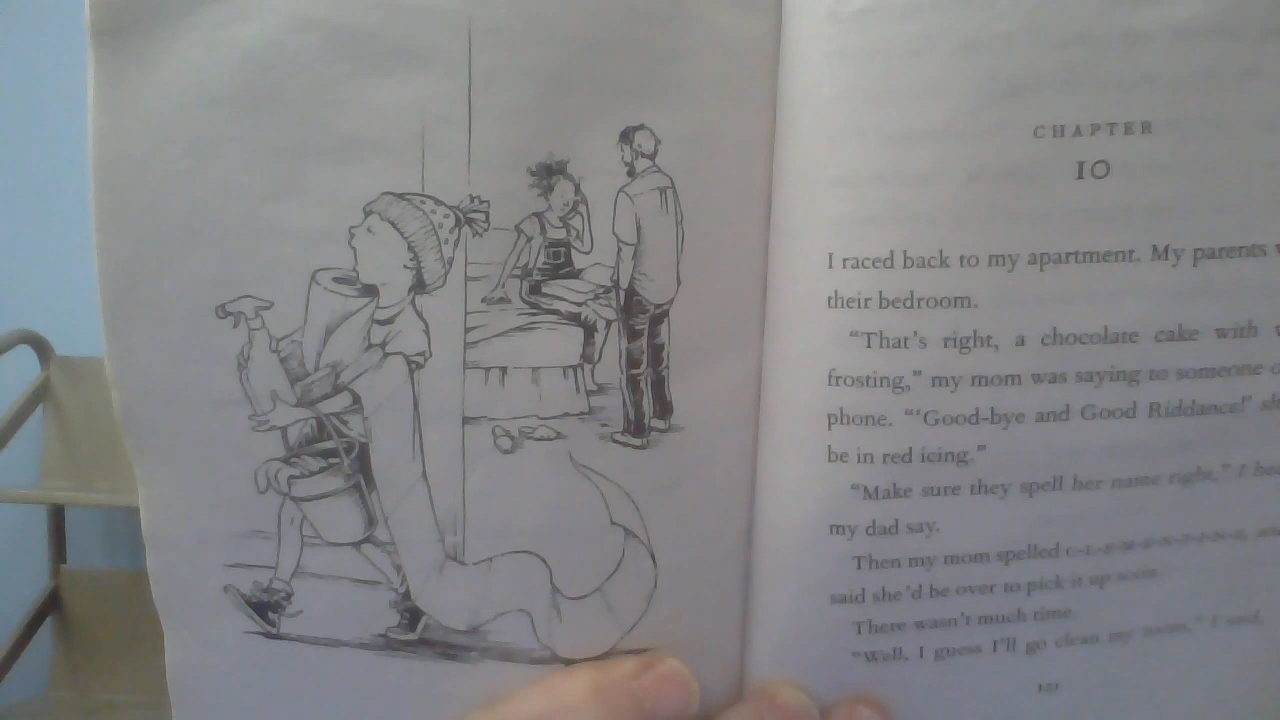 CHAPTER
10
I raced back to my apartment. My parents
their bedroom.
"That's right, a chocolate cake with
frosting," my mom was saying to someone
phone. "'Good-bye and Good Riddance!'
be in red icing."
"Make sure they spell her name right," I
my dad say.
Then my mom spelled C-L-E-M-E-N-T-I-N-E,
said she'd be over to pick it up soon.
There wasn't much time.
"Well, I guess I'll go clean my room," I said,
121